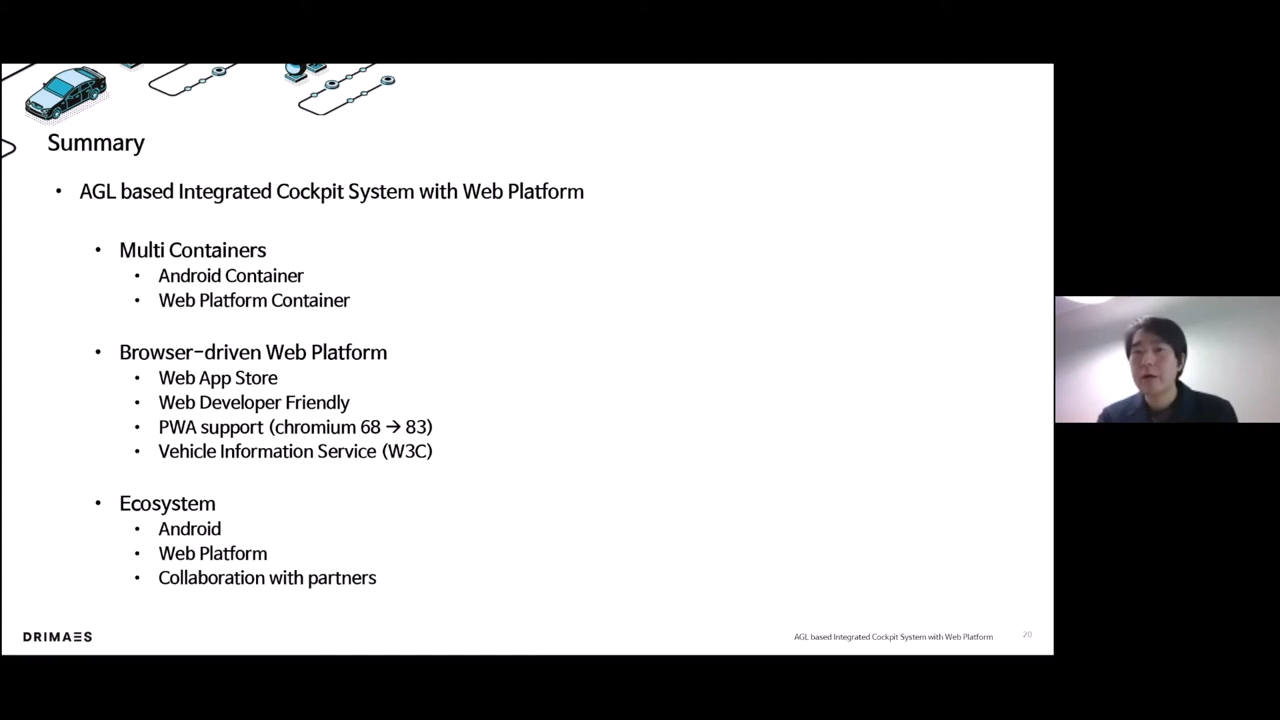 Summary
• AGL based Integrated Cockpit System with Web Platform
• Multi Containers
• Android Container
• Web Platform Container
• Browser-driven Web Platform
• Web App Store
• Web Developer Friendly
• PWA support (chromium 68 → 83)
• Vehicle Information Service (W3C)
• Ecosystem
• Android
• Web Platform
• Collaboration with partners
DRIMAES
AGL based Integrated Cockpit System with Web Platform
20